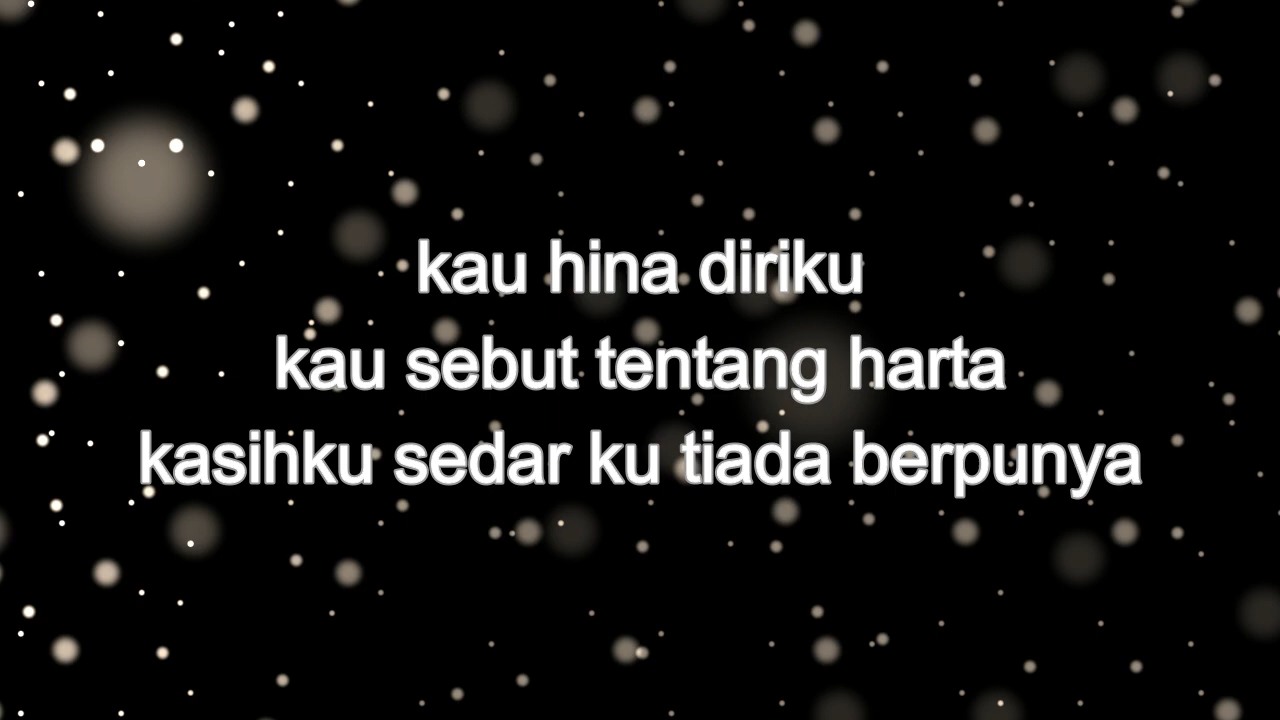 kau hina diriku
kau sebut tentang harta
kasihku sedar ku tiada berpunya